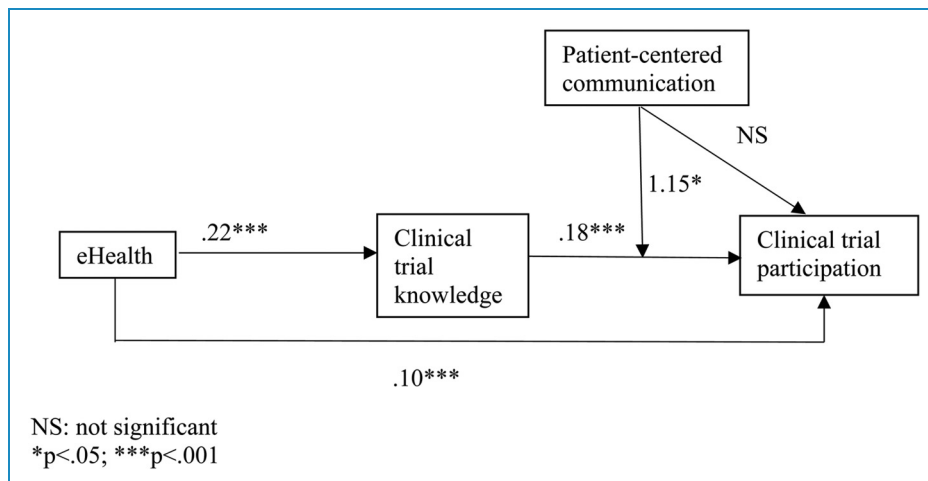 Patient-centered
communication
NS
1.15*
.22***
Clinical
trial
knowledge
.18***
Clinical trial
participation
eHealth
.10***
NS: not significant
*p<.05; ***p<.001